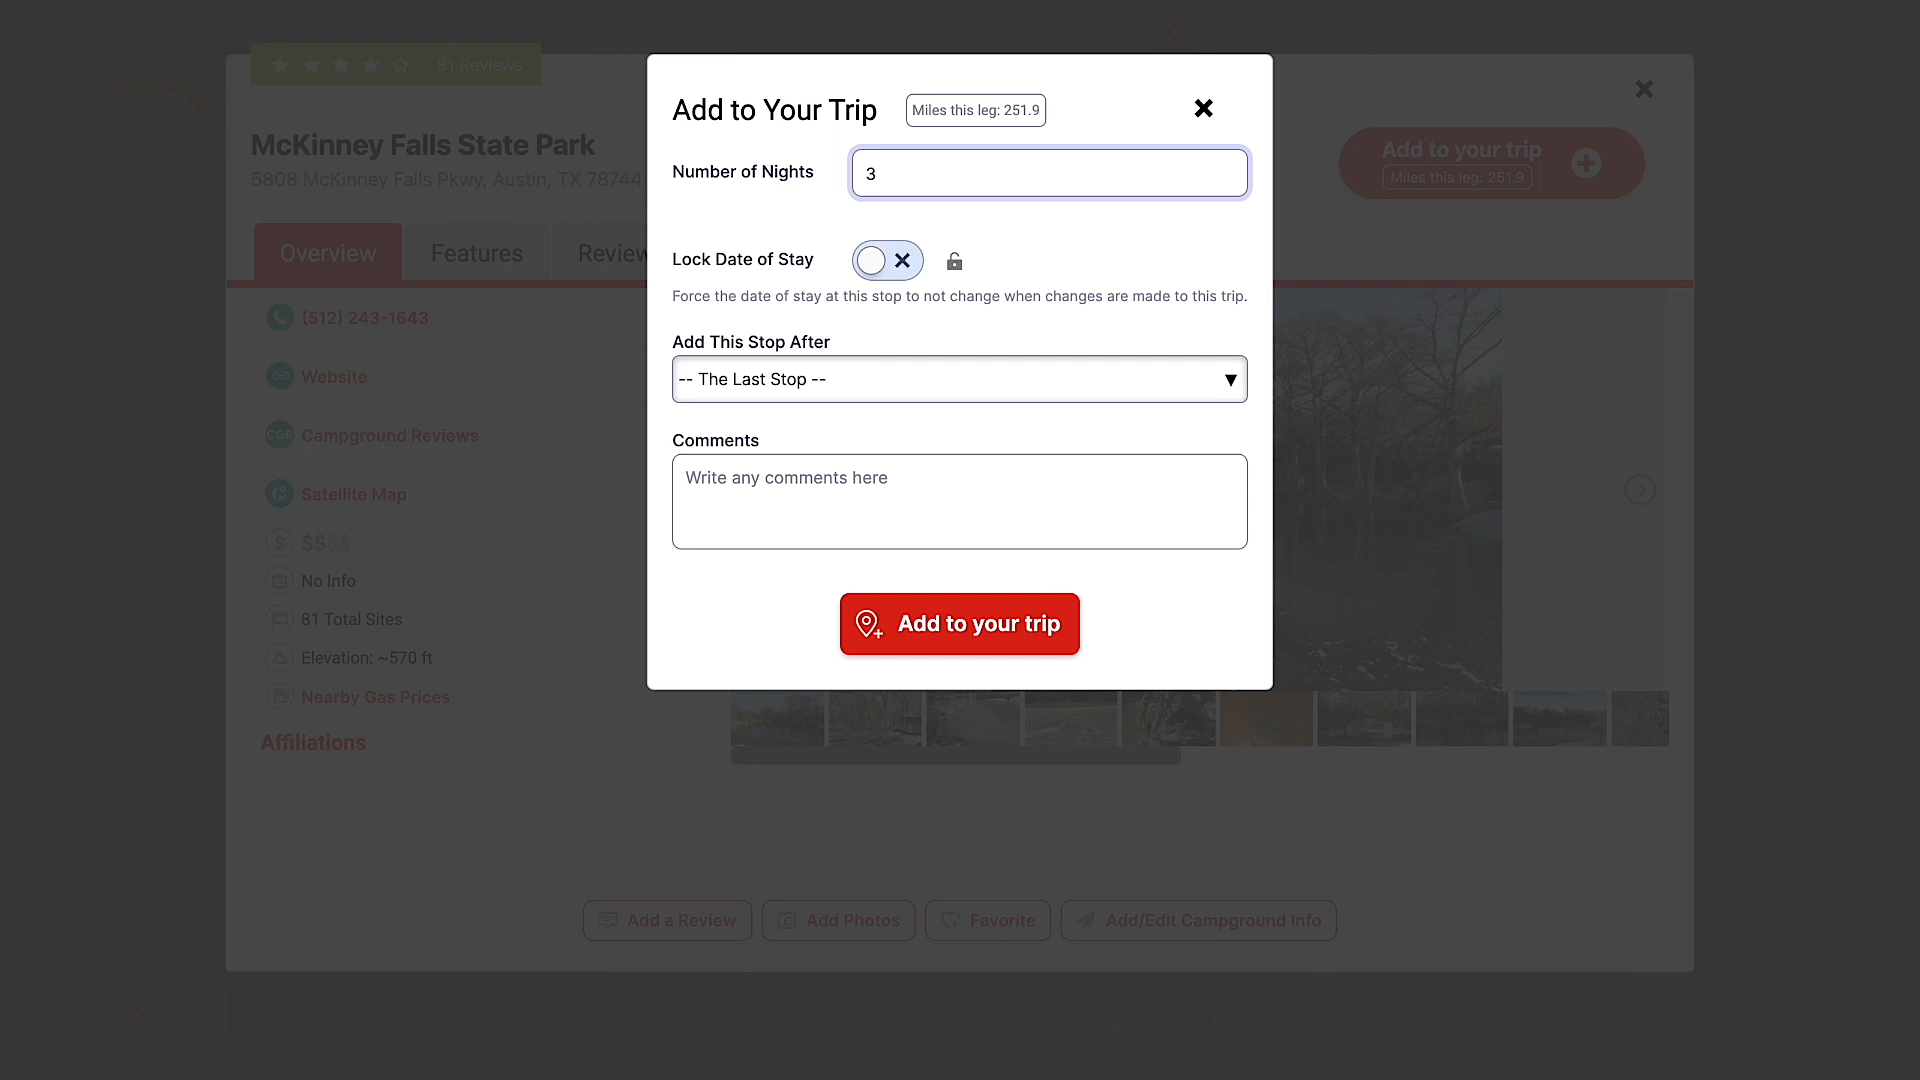 81 Reviews
McKinney Falls State Park
5808 McKinney Falls Pkwy, Austin, TX 78744
Add to your trip
Miles this leg: 251.9
Overview
Features
Review
(512) 243-1643
Website
CGR
Campground Reviews
Satellite Map
$
$$$$
No Info
81 Total Sites
Elevation: ~570 ft
Nearby Gas Prices
Affiliations
Add to Your Trip
Miles this leg: 251.9
Number of Nights
3
Lock Date of Stay
Force the date of stay at this stop to not change when changes are made to this trip.
Add This Stop After
-- The Last Stop --
Comments
Write any comments here
Add to your trip
Add a Review
Add Photos
Favorite
Add/Edit Campground Info